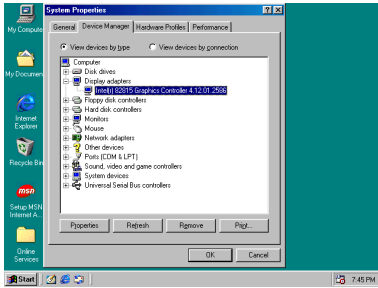 System Properties
General
Device Manager
Hardware Profiles
Performance
View devices by type
View devices by connection
Computer
Disk drives
Display adapters
Intel(r) 82815 Graphics Controller 4.12.01.2586
Floppy disk controllers
Hard disk controllers
Monitors
Mouse
Network adapters
Other devices
Ports (COM & LPT)
Sound, video and game controllers
System devices
Universal Serial Bus controllers
Properties
Refresh
Remove
Print...
OK
Cancel
My Compute
My Documen
Internet
Explorer
Recycle Bin
msn
Setup MSN
Internet A...
Online
Services
Start
7:45 PM